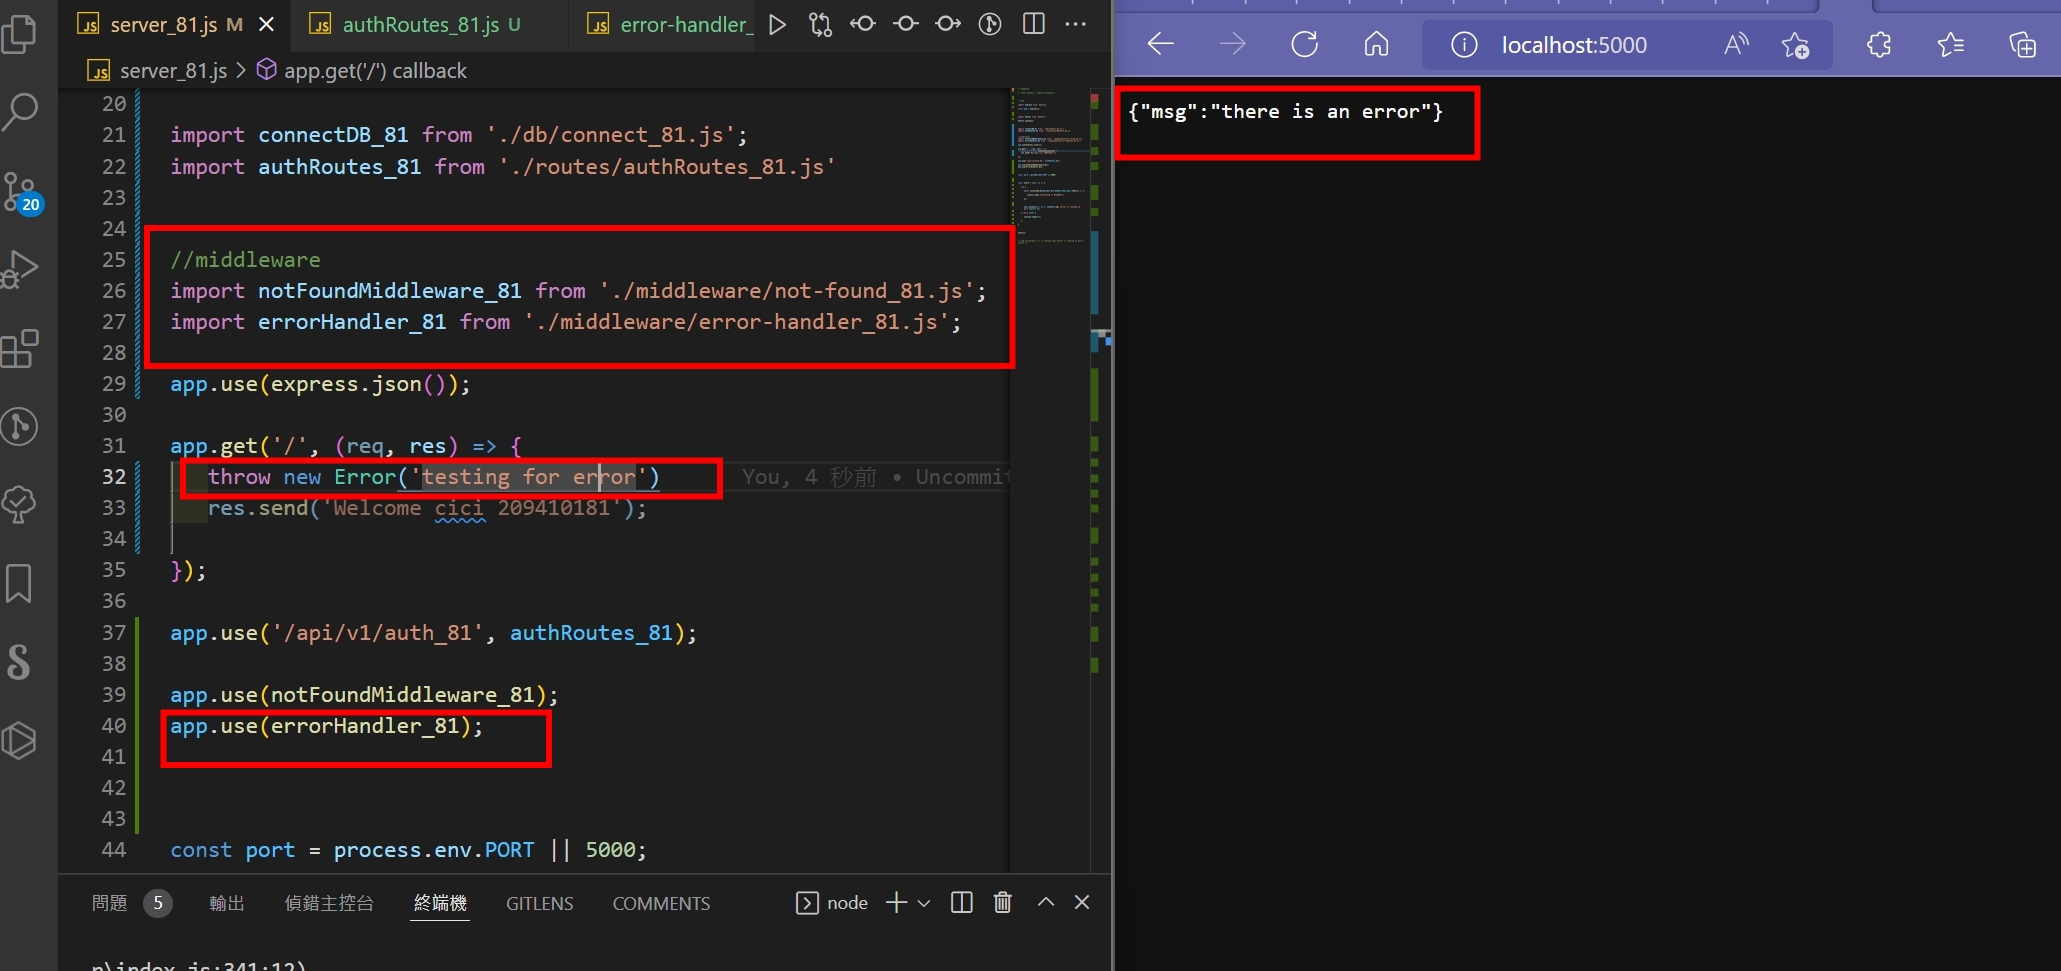 JS server_81.js M
JS authRoutes_81.js U
JS error-handler_
JS server_81.js > app.get('/') callback
20
21 import connectDB_81 from './db/connect_81.js';
22 import authRoutes_81 from './routes/authRoutes_81.js'
23
24
25 //middleware
26 import notFoundMiddleware_81 from './middleware/not-found_81.js';
27 import errorHandler_81 from './middleware/error-handler_81.js';
28
29 app.use(express.json());
30
31 app.get('/', (req, res) => {
32 throw new Error('testing for error') You, 4 秒前 • Uncommit
33 res.send('Welcome cici 209410181');
34
35 });
36
37 app.use('/api/v1/auth_81', authRoutes_81);
38
39 app.use(notFoundMiddleware_81);
40 app.use(errorHandler_81);
41
42
43
44 const port = process.env.PORT || 5000;
20
問題 5 輸出 偵錯主控台 終端機 GITLENS COMMENTS node
n\index.js:341:12)
localhost:5000
{"msg":"there is an error"}